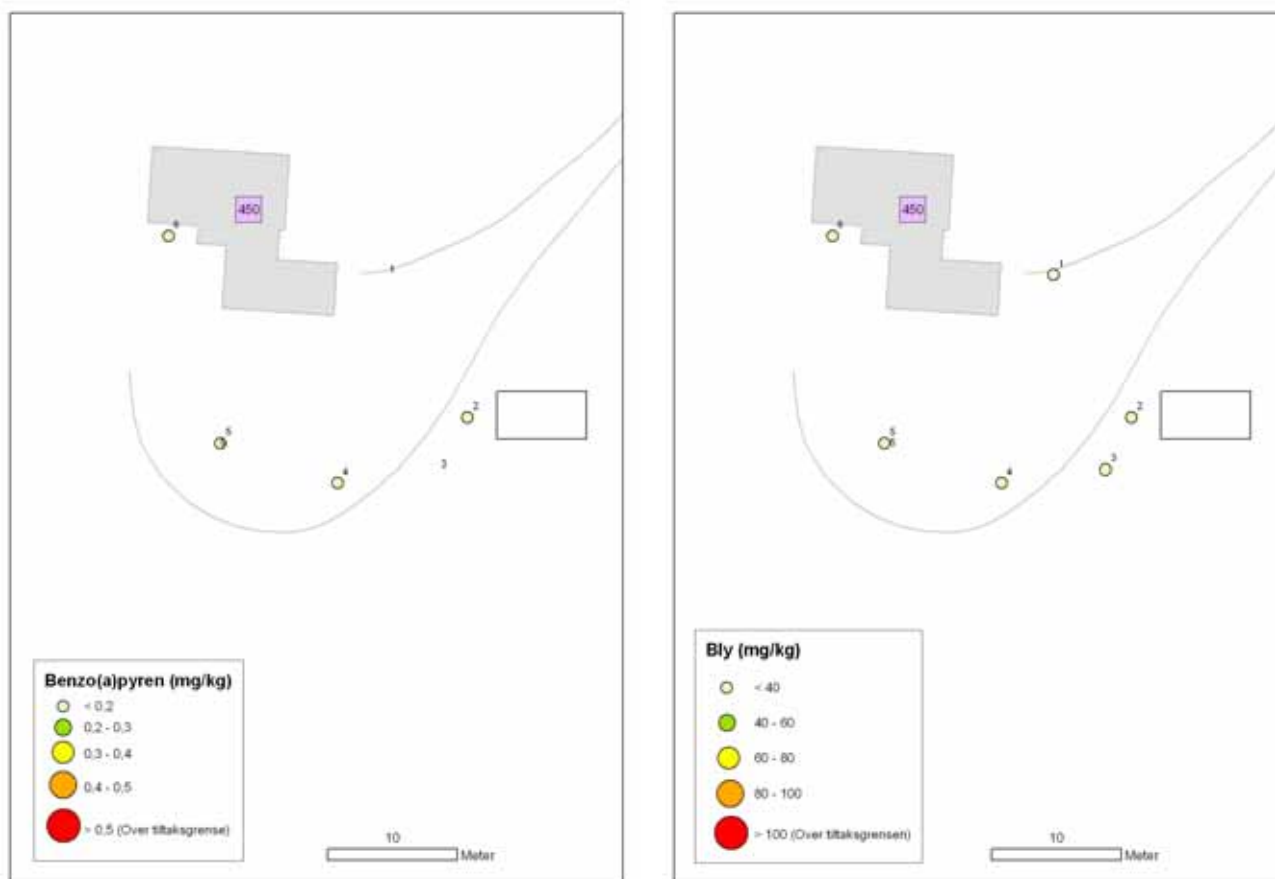 450
1
2
5
4
3
Benzo(a)pyren (mg/kg)
< 0,2
0,2 - 0,3
0,3 - 0,4
0,4 - 0,5
> 0,5 (Over tiltaksgrense)
10
Meter
450
1
2
5
4
3
Bly (mg/kg)
< 40
40 - 60
60 - 80
80 - 100
> 100 (Over tiltaksgrensen)
10
Meter